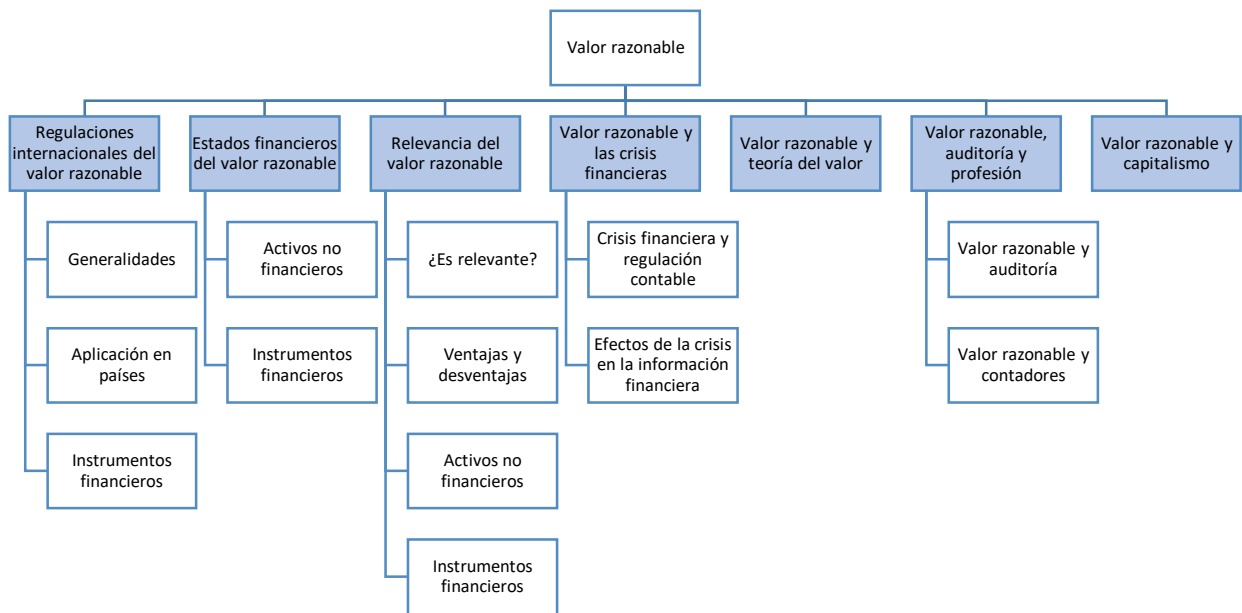 Valor razonable
Regulaciones
internacionales del
valor razonable
Estados financieros
del valor razonable
Relevancia del
valor razonable
Valor razonable y
las crisis
financieras
Valor razonable y
teoría del valor
Valor razonable,
auditoría y
profesión
Valor razonable y
capitalismo
Generalidades
Aplicación en
países
Instrumentos
financieros
Activos no
financieros
Instrumentos
financieros
¿Es relevante?
Ventajas y
desventajas
Activos no
financieros
Instrumentos
financieros
Crisis financiera y
regulación
contable
Efectos de la crisis
en la información
financiera
Valor razonable y
auditoría
Valor razonable y
contadores